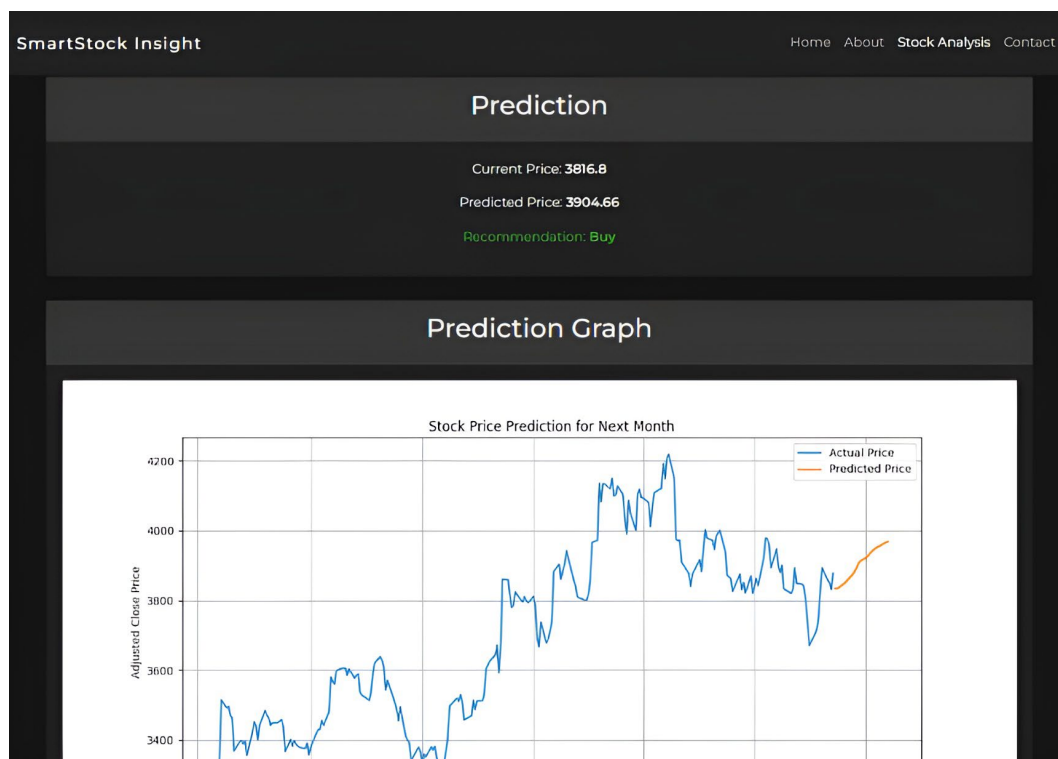 SmartStock Insight
Home About Stock Analysis Contact
Prediction
Current Price: 3816.8
Predicted Price: 3904.66
Recommendation: Buy
Prediction Graph
Stock Price Prediction for Next Month
Actual Price
Predicted Price
4200
4000
3800
3600
3400
Adjusted Close Price